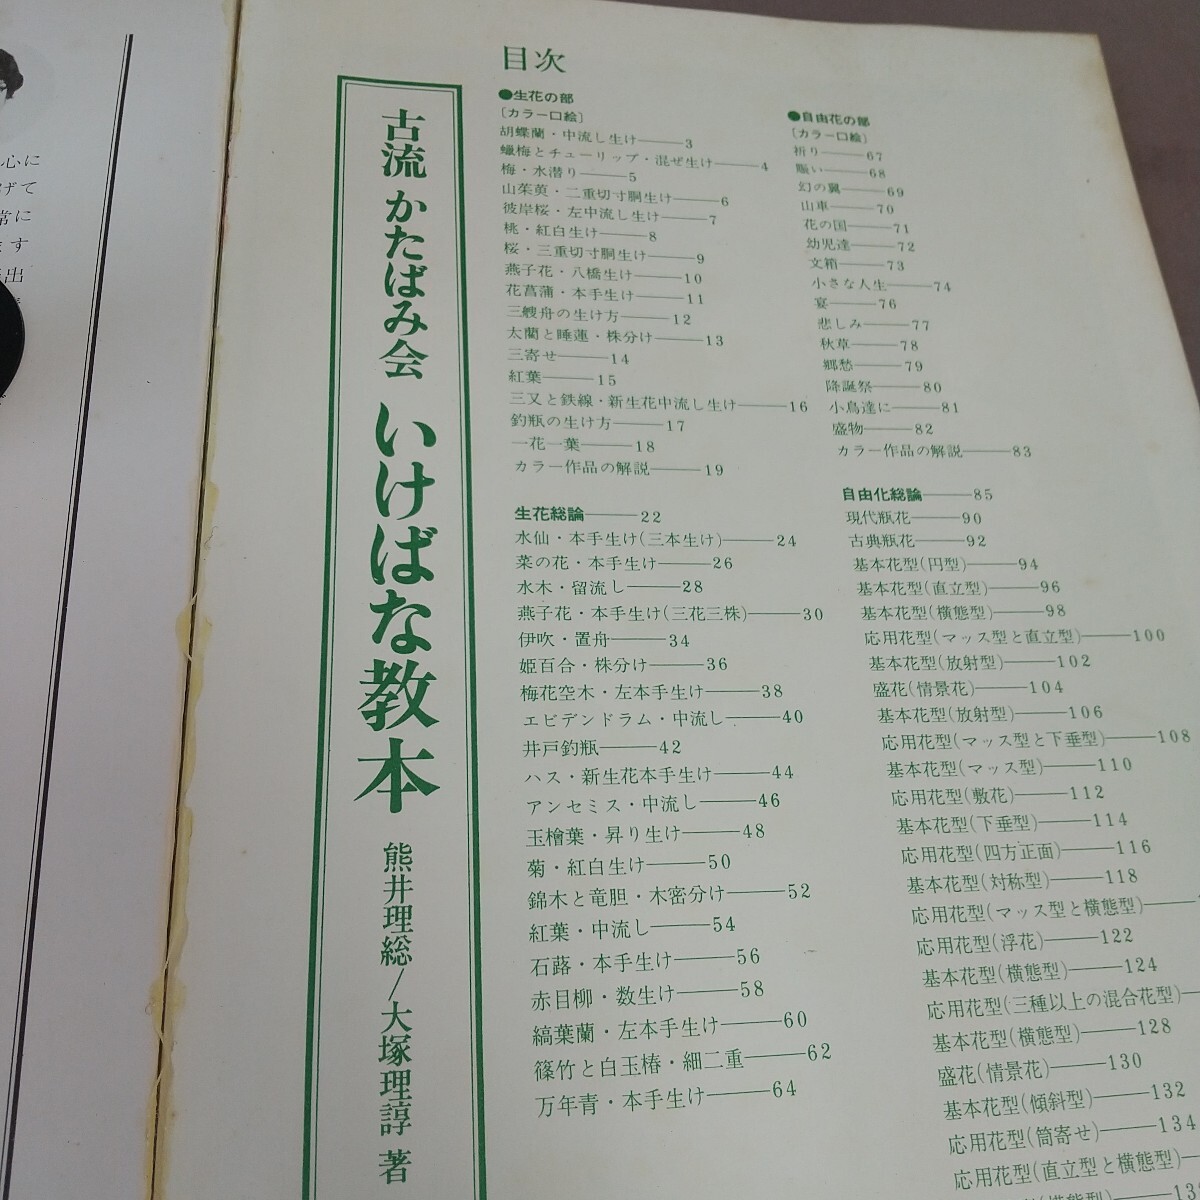 心に
げて
常に
ます
出
古流 かたばみ会 いけばな教本
熊井理総/大塚理諄 著
目次
●生花の部
〔カラー口絵〕
胡蝶蘭・中流し生け――3
蠟梅とチューリップ・混ぜ生け――4
梅・水潜り――5
山茱萸・二重切寸胴生け――6
彼岸桜・左中流し生け――7
桃・紅白生け――8
桜・三重切寸胴生け――9
燕子花・八橋生け――10
花菖蒲・本手生け――11
三艘舟の生け方――12
太藺と睡蓮・株分け――13
三寄せ――14
紅葉――15
三又と鉄線・新生花中流し生け――16
釣瓶の生け方――17
一花一葉――18
カラー作品の解説――19
生花総論――22
水仙・本手生け(三本生け)――24
菜の花・本手生け――26
水木・留流し――28
燕子花・本手生け(三花三株)――30
伊吹・置舟――34
姫百合・株分け――36
梅花空木・左本手生け――38
エビデンドラム・中流し――40
井戸釣瓶――42
ハス・新生花本手生け――44
アンセミス・中流し――46
玉檜葉・昇り生け――48
菊・紅白生け――50
錦木と竜胆・木密分け――52
紅葉・中流し――54
石蕗・本手生け――56
赤目柳・数生け――58
縞葉蘭・左本手生け――60
篠竹と白玉椿・細二重――62
万年青・本手生け――64
●自由花の部
〔カラー口絵〕
祈り――67
賑い――68
幻の翼――69
山車――70
花の国――71
幼児達――72
文箱――73
小さな人生――74
宴――76
悲しみ――77
秋草――78
郷愁――79
降誕祭――80
小鳥達に――81
盛物――82
カラー作品の解説――83
自由化総論――85
現代瓶花――90
古典瓶花――92
基本花型(円型)――94
基本花型(直立型)――96
基本花型(横態型)――98
応用花型(マッス型と直立型)――100
基本花型(放射型)――102
盛花(情景花)――104
基本花型(放射型)――106
応用花型(マッス型と下垂型)――108
基本花型(マッス型)――110
応用花型(敷花)――112
基本花型(下垂型)――114
応用花型(四方正面)――116
基本花型(対称型)――118
応用花型(マッス型と横態型)――
応用花型(浮花)――122
基本花型(横態型)――124
応用花型(三種以上の混合花型)――
基本花型(横態型)――128
盛花(情景花)――130
基本花型(傾斜型)――132
応用花型(筒寄せ)――134
応用花型(直立型と横態型)――